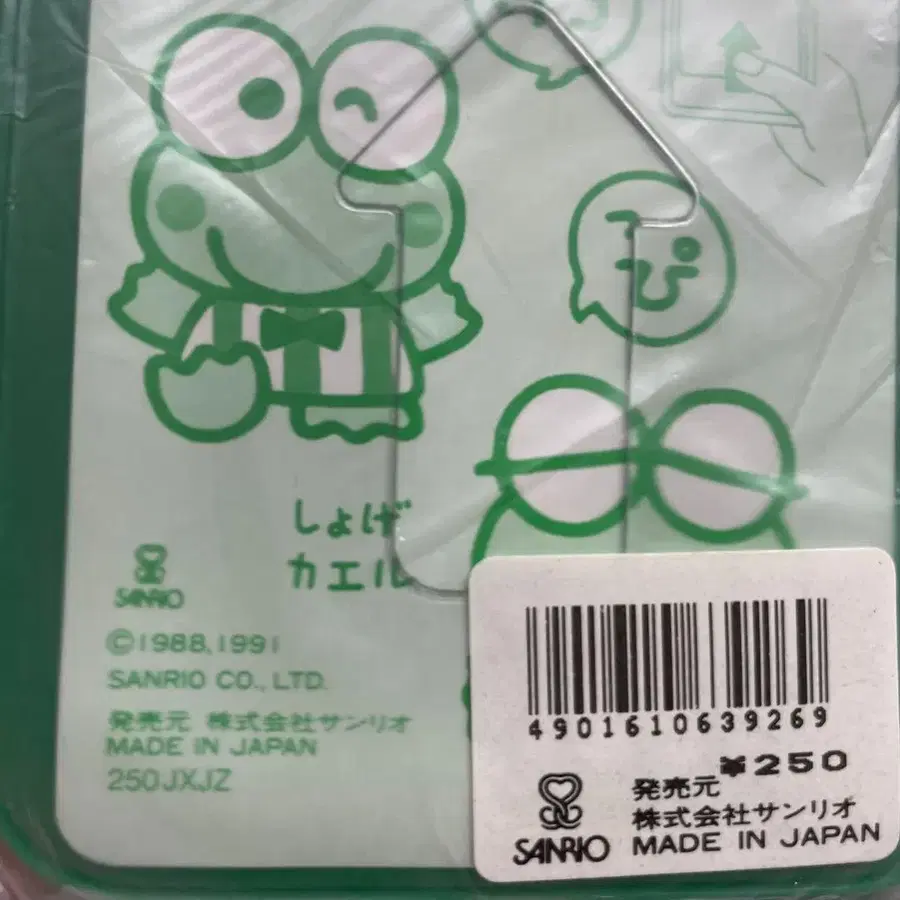 しょげ
カエル
SANRIO
©1988,1991
SANRIO CO., LTD.
発売元 株式会社サンリオ
MADE IN JAPAN
250JXJZ
4901610639269
¥250
SANRIO
発売元
株式会社サンリオ
MADE IN JAPAN